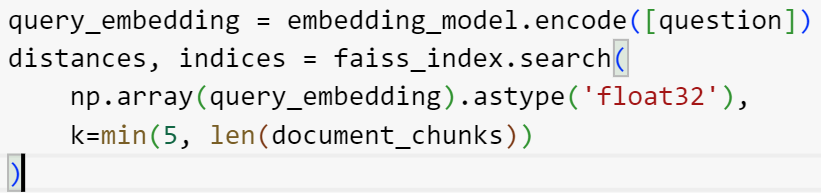 query_embedding = embedding_model.encode([question])
distances, indices = faiss_index.search(
    np.array(query_embedding).astype('float32'),
    k=min(5, len(document_chunks))
)